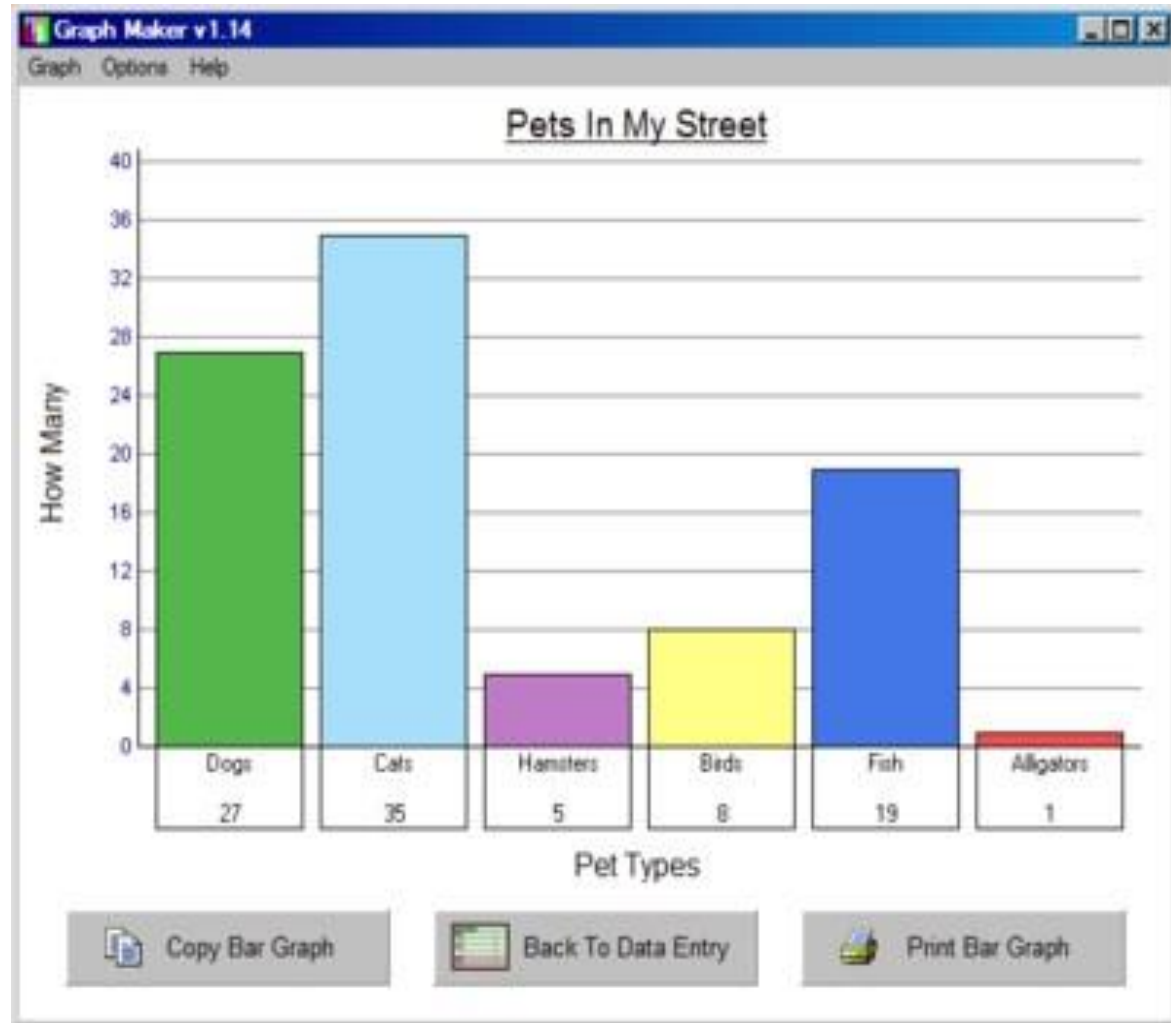 Graph Maker v1.14
Graph Options Help
Pets In My Street
40
36
32
28
24
20
16
12
8
4
0
How Many
Dogs Cats Hamsters Birds Fish Alligators
27 35 5 8 19 1
Pet Types
Copy Bar Graph Back To Data Entry Print Bar Graph